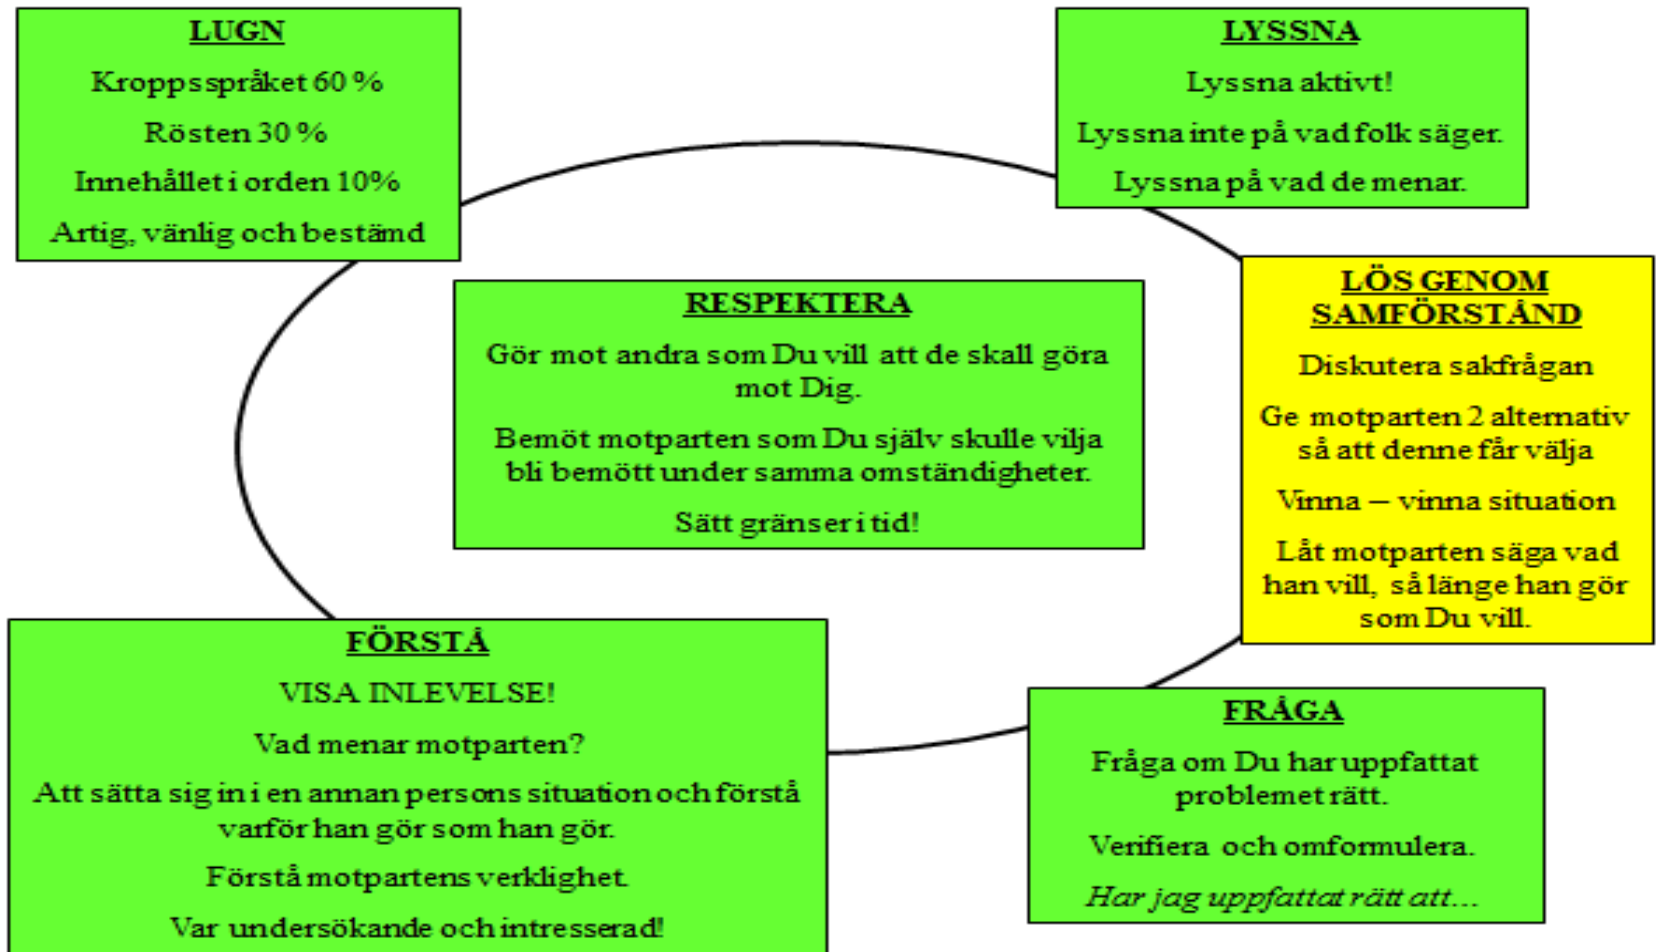 LUGN
Kroppsspråket 60 %
Rösten 30 %
Innehållet i orden 10%
Artig, vänlig och bestämd
LYSSNA
Lyssna aktivt!
Lyssna inte på vad folk säger.
Lyssna på vad de menar.
RESPEKTERA
Gör mot andra som Du vill att de skall göra
mot Dig.
Bemöt motparten som Du själv skulle vilja
bli bemött under samma omständigheter.
Sätt gränser i tid!
LÖS GENOM
SAMFÖRSTÅND
Diskutera sakfrågan
Ge motparten 2 alternativ
så att denne får välja
Vinna – vinna situation
Låt motparten säga vad
han vill, så länge han gör
som Du vill.
FÖRSTÅ
VISA INLEVELSE!
Vad menar motparten?
Att sätta sig in i en annan persons situation och förstå
varför han gör som han gör.
Förstå motpartens verklighet.
Var undersökande och intresserad!
FRÅGA
Fråga om Du har uppfattat
problemet rätt.
Verifiera och omformulera.
Har jag uppfattat rätt att…